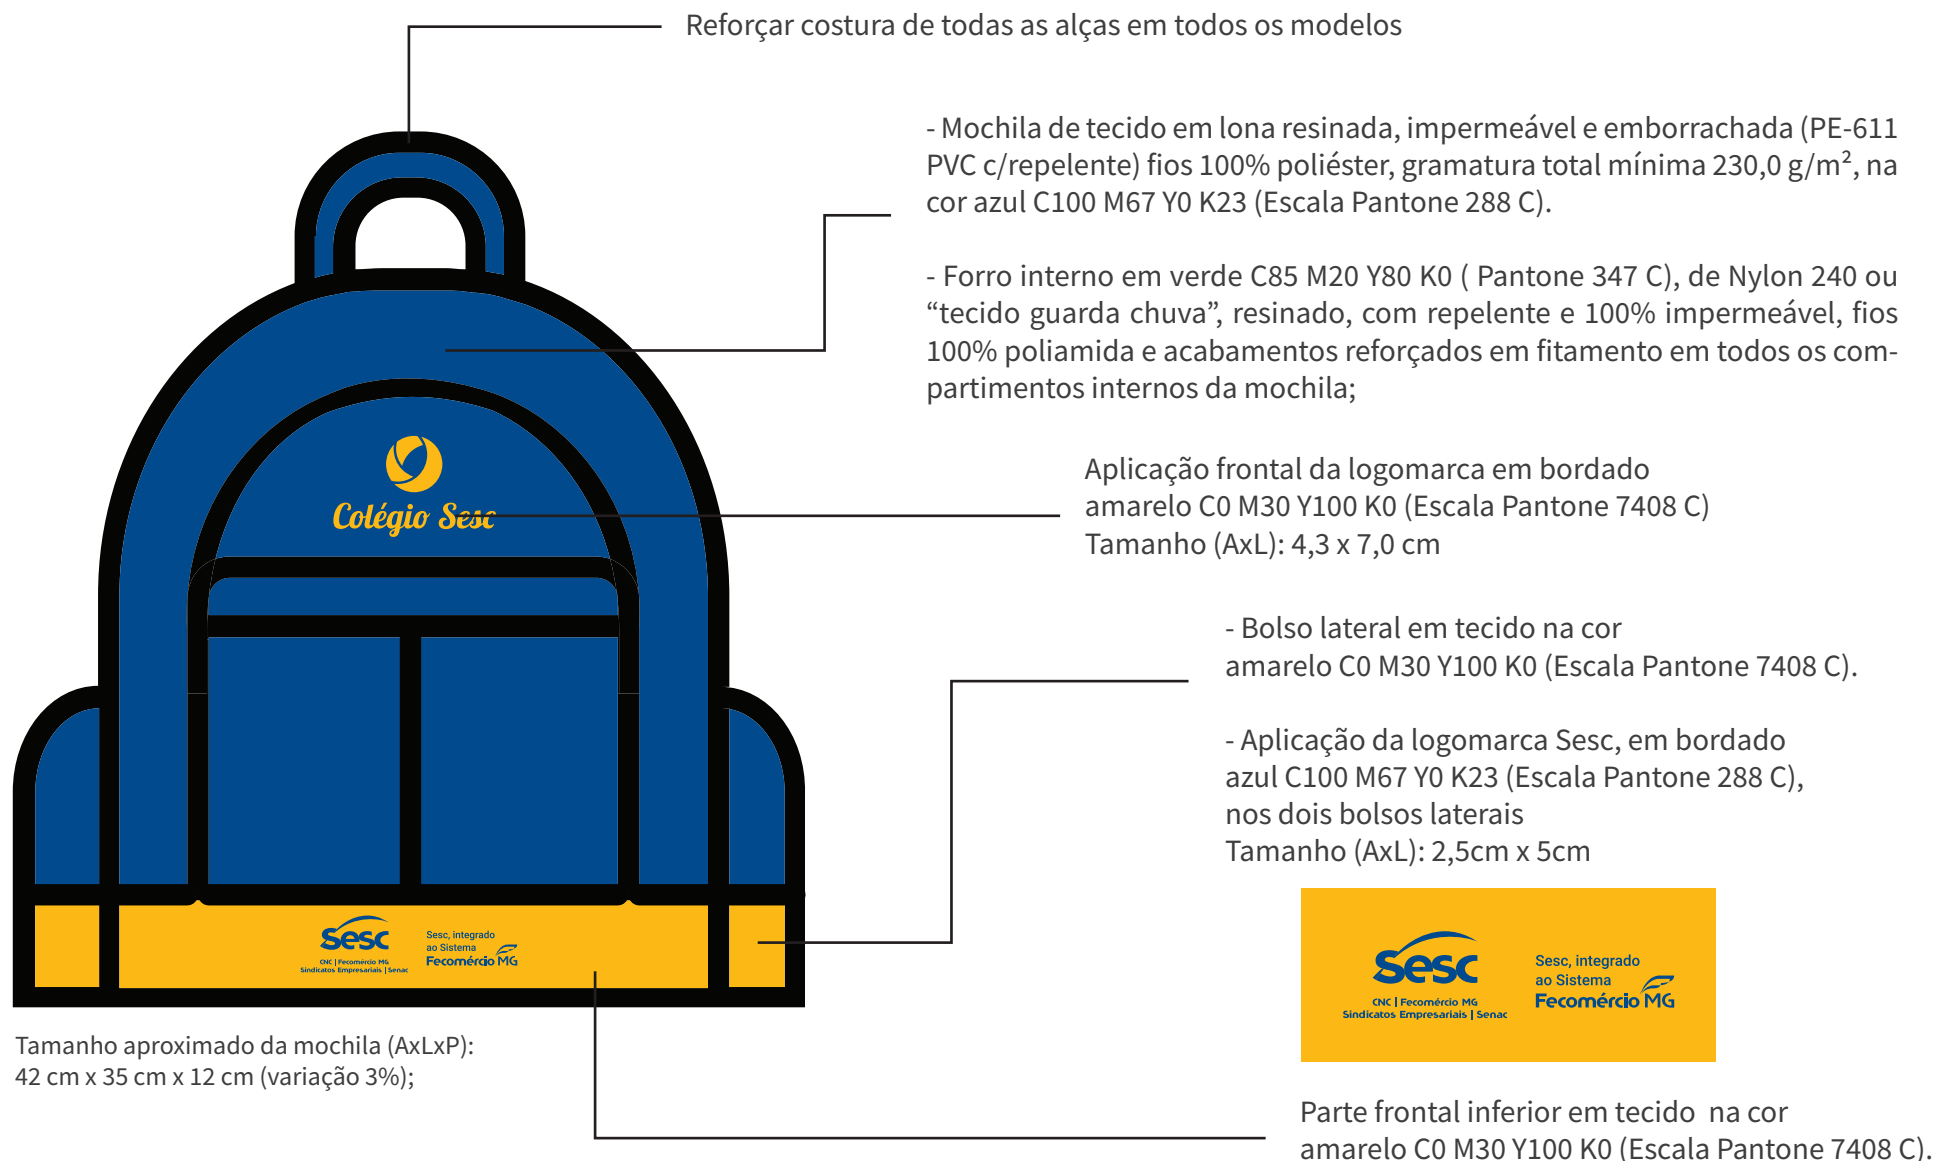 Reforçar costura de todas as alças em todos os modelos
- Mochila de tecido em lona resinada, impermeável e emborrachada (PE-611
PVC c/repelente) fios 100% poliéster, gramatura total mínima 230,0 g/m², na
cor azul C100 M67 Y0 K23 (Escala Pantone 288 C).
- Forro interno em verde C85 M20 Y80 K0 ( Pantone 347 C), de Nylon 240 ou
“tecido guarda chuva”, resinado, com repelente e 100% impermeável, fios
100% poliamida e acabamentos reforçados em fitamento em todos os com-
partimentos internos da mochila;
Colégio Sesc
Aplicação frontal da logomarca em bordado
amarelo C0 M30 Y100 K0 (Escala Pantone 7408 C)
Tamanho (AxL): 4,3 x 7,0 cm
- Bolso lateral em tecido na cor
amarelo C0 M30 Y100 K0 (Escala Pantone 7408 C).
- Aplicação da logomarca Sesc, em bordado
azul C100 M67 Y0 K23 (Escala Pantone 288 C),
nos dois bolsos laterais
Tamanho (AxL): 2,5cm x 5cm
Sesc
CNC | Fecomércio MG
Sindicatos Empresariais | Senac
Sesc, integrado
ao Sistema
Fecomércio MG
Sesc
CNC | Fecomércio MG
Sindicatos Empresariais | Senac
Sesc, integrado
ao Sistema
Fecomércio MG
Tamanho aproximado da mochila (AxLxP):
42 cm x 35 cm x 12 cm (variação 3%);
Parte frontal inferior em tecido  na cor
amarelo C0 M30 Y100 K0 (Escala Pantone 7408 C).